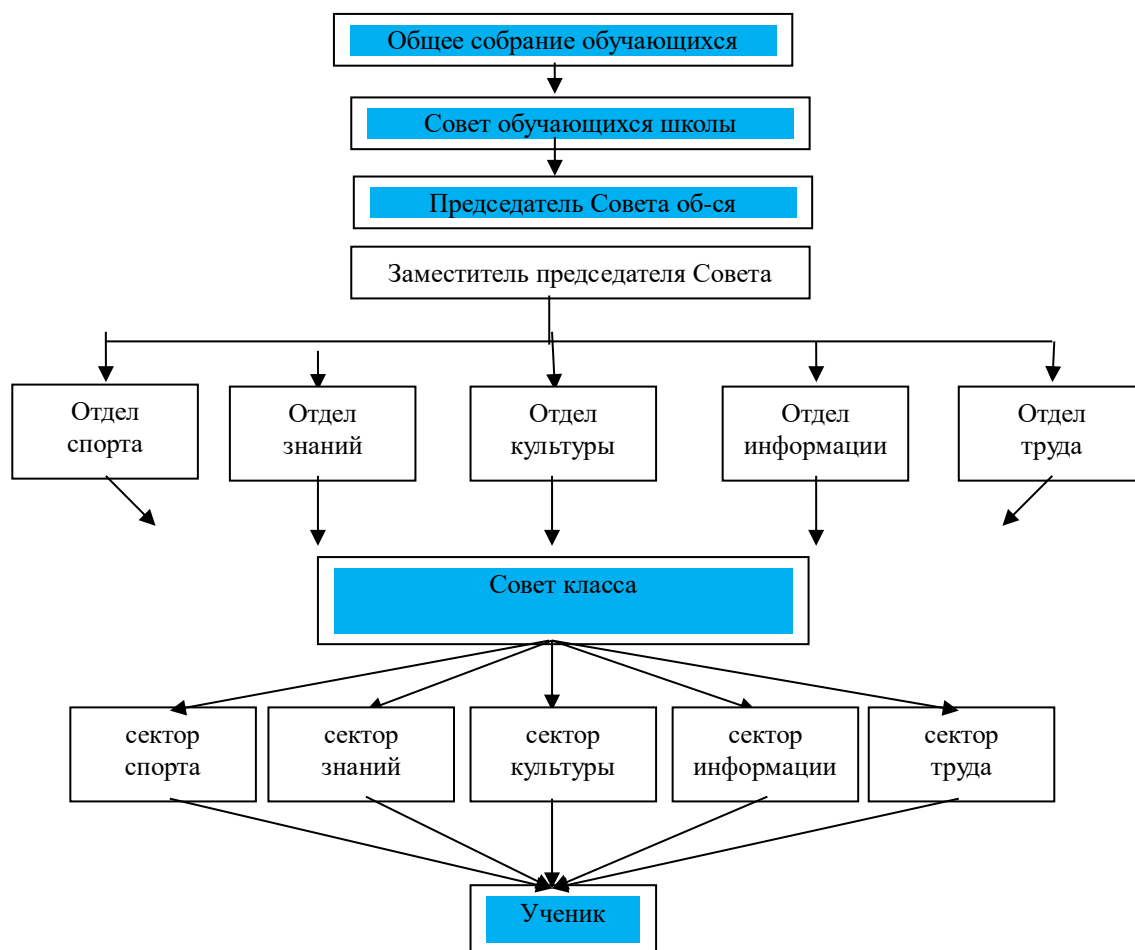 Общее собрание обучающихся
Совет обучающихся школы
Председатель Совета об-ся
Заместитель председателя Совета
Отдел
спорта
Отдел
знаний
Отдел
культуры
Отдел
информации
Отдел
труда
Совет класса
сектор
спорта
сектор
знаний
сектор
культуры
сектор
информации
сектор
труда
Ученик